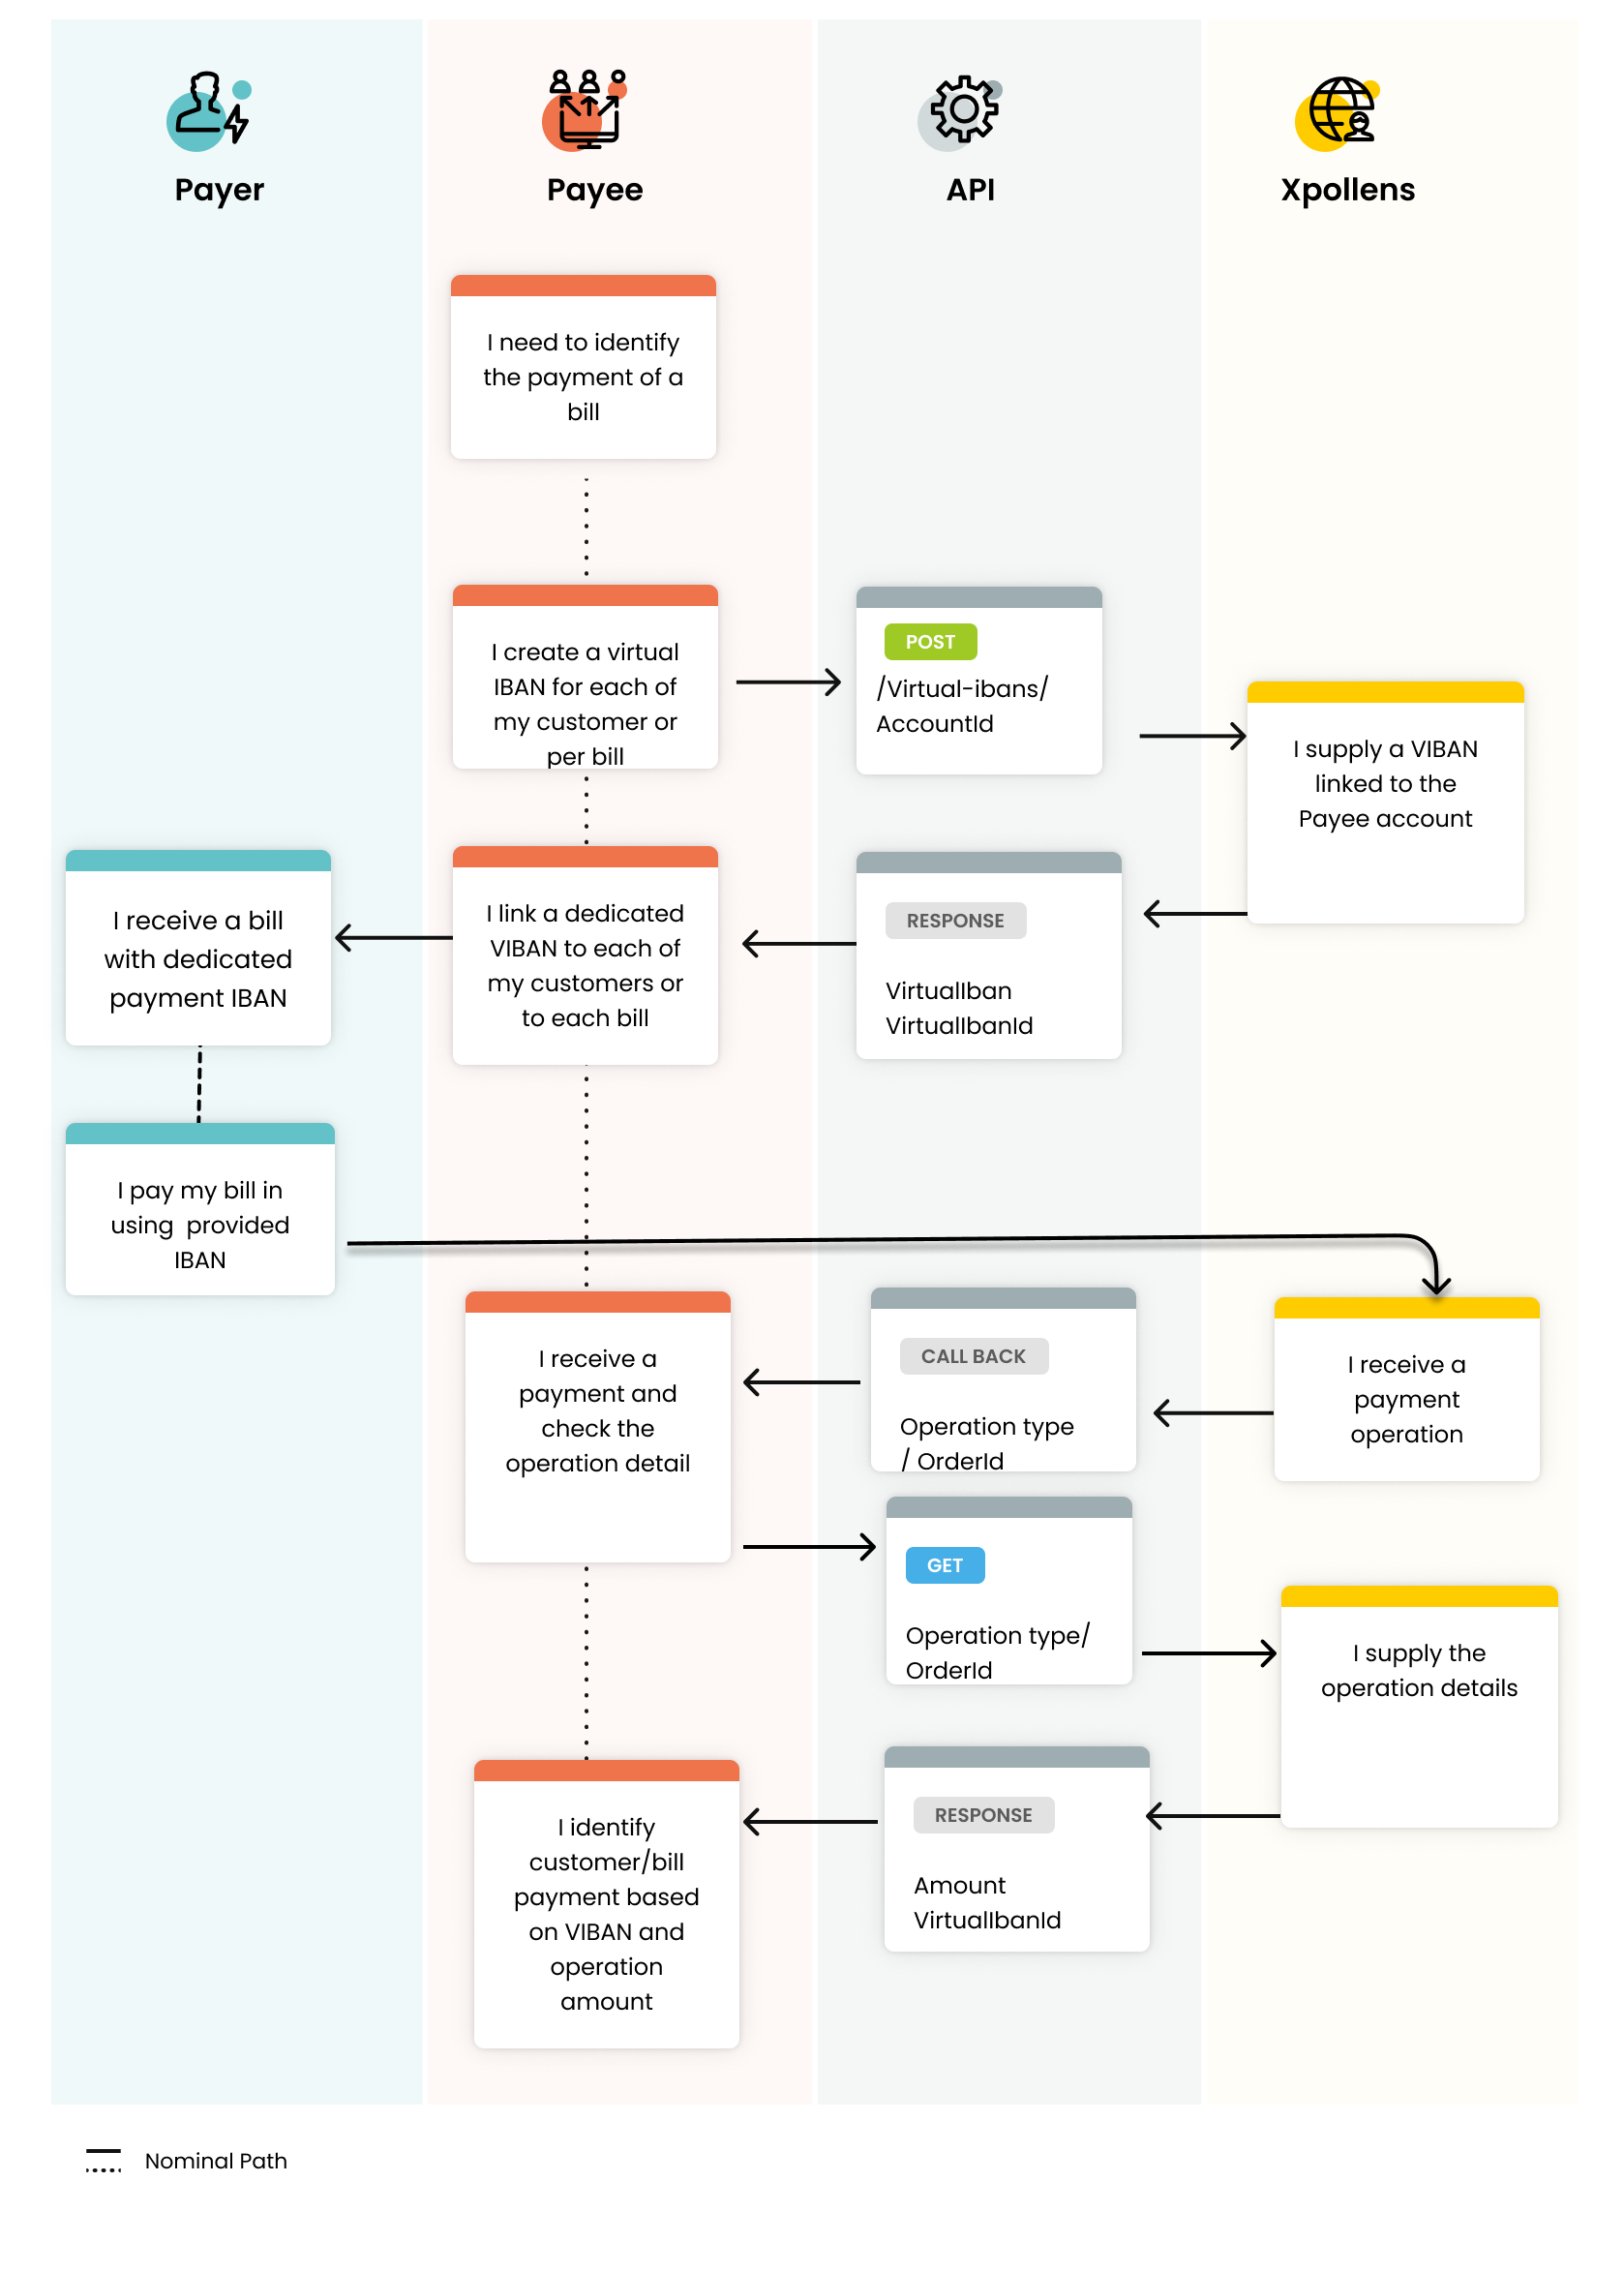 Payer
Payee
API
Xpollens
I need to identify
the payment of a
bill
I create a virtual
IBAN for each of
my customer or
per bill
POST
/Virtual-ibans/
AccountId
I supply a VIBAN
linked to the
Payee account
I receive a bill
with dedicated
payment IBAN
I link a dedicated
VIBAN to each of
my customers or
to each bill
RESPONSE
VirtualIban
VirtualIbanId
I pay my bill in
using  provided
IBAN
I receive a
payment and
check the
operation detail
CALL BACK
Operation type
/ OrderId
I receive a
payment
operation
GET
Operation type/
OrderId
I supply the
operation details
I identify
customer/bill
payment based
on VIBAN and
operation
amount
RESPONSE
Amount
VirtualIbanId
Nominal Path